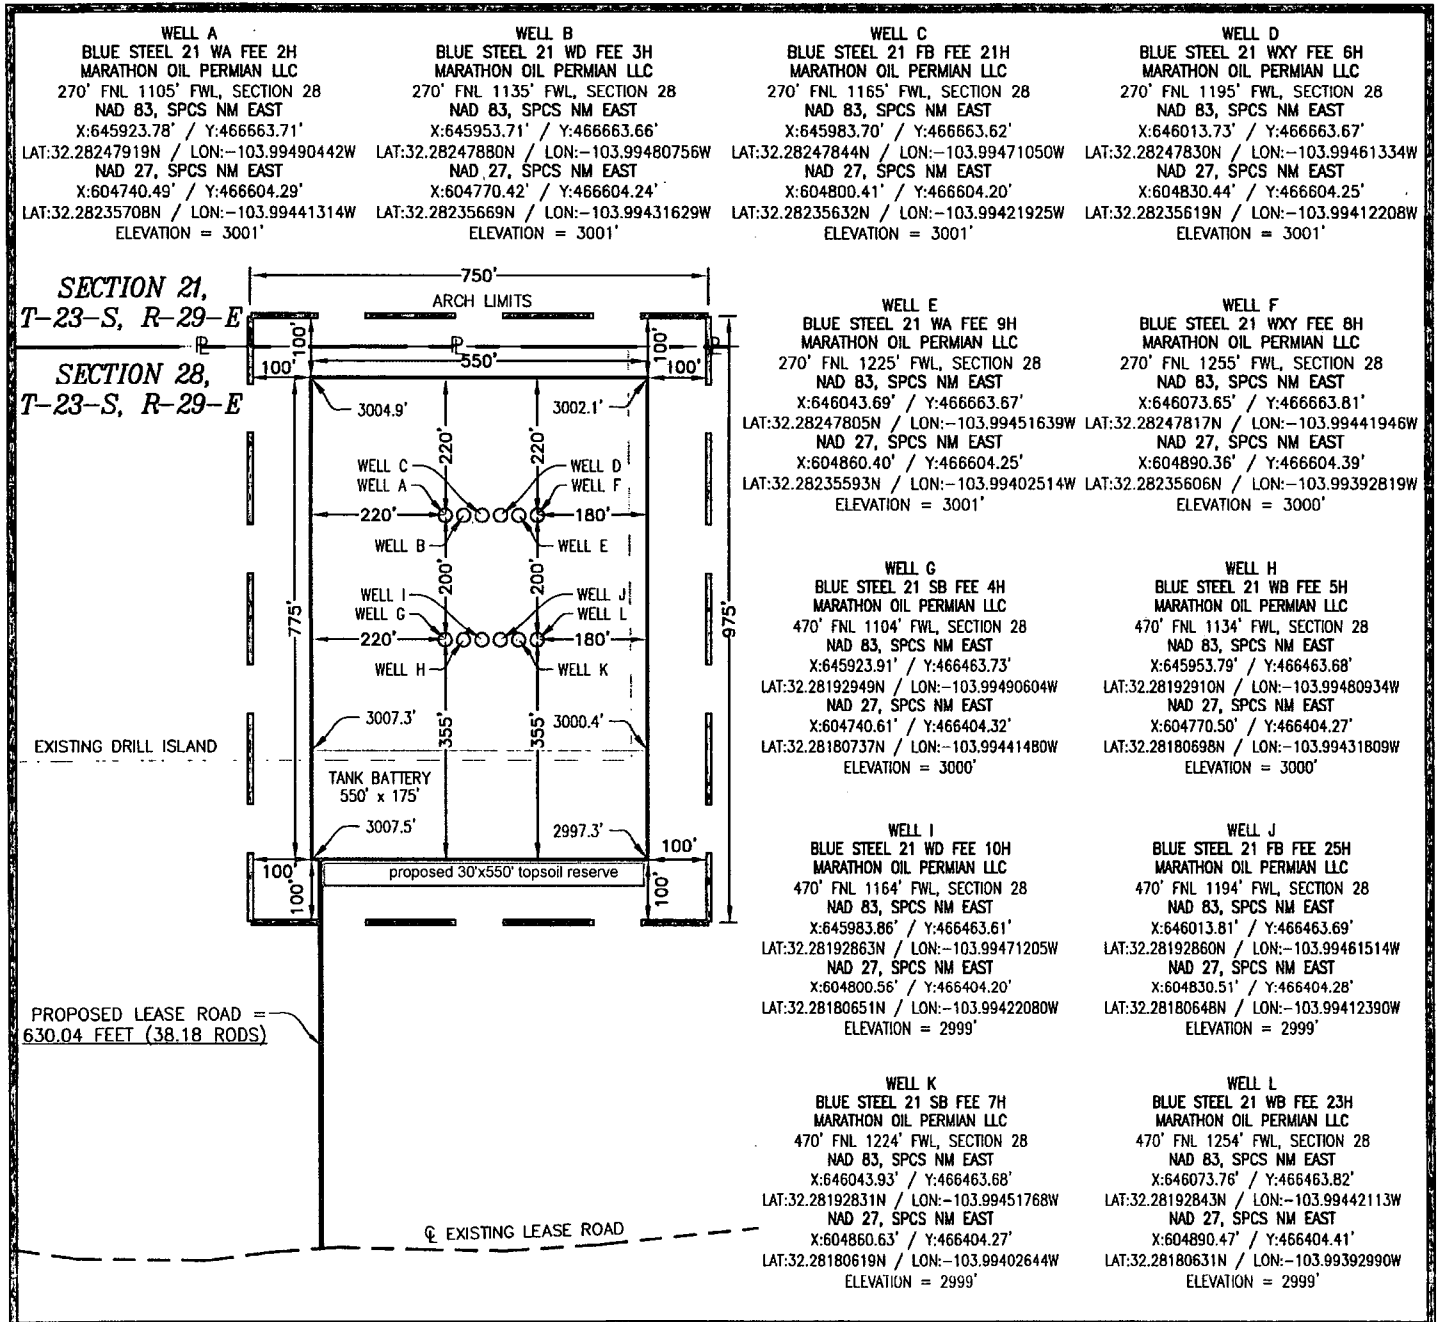 WELL A
BLUE STEEL 21 WA FEE 2H
MARATHON OIL PERMIAN LLC
270' FNL 1105' FWL, SECTION 28
NAD 83, SPCS NM EAST
X:645923.78' / Y:466663.71'
LAT:32.28247919N / LON:-103.99490442W
NAD 27, SPCS NM EAST
X:604740.49' / Y:466604.29'
LAT:32.28235708N / LON:-103.99441314W
ELEVATION = 3001'
WELL B
BLUE STEEL 21 WD FEE 3H
MARATHON OIL PERMIAN LLC
270' FNL 1135' FWL, SECTION 28
NAD 83, SPCS NM EAST
X:645953.71' / Y:466663.66'
LAT:32.28247880N / LON:-103.99480756W
NAD 27, SPCS NM EAST
X:604770.42' / Y:466604.24'
LAT:32.28235669N / LON:-103.99431629W
ELEVATION = 3001'
WELL C
BLUE STEEL 21 FB FEE 21H
MARATHON OIL PERMIAN LLC
270' FNL 1165' FWL, SECTION 28
NAD 83, SPCS NM EAST
X:645983.70' / Y:466663.62'
LAT:32.28247844N / LON:-103.99471050W
NAD 27, SPCS NM EAST
X:604800.41' / Y:466604.20'
LAT:32.28235632N / LON:-103.99421925W
ELEVATION = 3001'
WELL D
BLUE STEEL 21 WXY FEE 6H
MARATHON OIL PERMIAN LLC
270' FNL 1195' FWL, SECTION 28
NAD 83, SPCS NM EAST
X:646013.73' / Y:466663.67'
LAT:32.28247830N / LON:-103.99461334W
NAD 27, SPCS NM EAST
X:604830.44' / Y:466604.25'
LAT:32.28235619N / LON:-103.99412208W
ELEVATION = 3001'
WELL E
BLUE STEEL 21 WA FEE 9H
MARATHON OIL PERMIAN LLC
270' FNL 1225' FWL, SECTION 28
NAD 83, SPCS NM EAST
X:646043.69' / Y:466663.67'
LAT:32.28247805N / LON:-103.99451639W
NAD 27, SPCS NM EAST
X:604860.40' / Y:466604.25'
LAT:32.28235593N / LON:-103.99402514W
ELEVATION = 3001'
WELL F
BLUE STEEL 21 WXY FEE 8H
MARATHON OIL PERMIAN LLC
270' FNL 1255' FWL, SECTION 28
NAD 83, SPCS NM EAST
X:646073.65' / Y:466663.81'
LAT:32.28247817N / LON:-103.99441946W
NAD 27, SPCS NM EAST
X:604890.36' / Y:466604.39'
LAT:32.28235606N / LON:-103.99392819W
ELEVATION = 3000'
WELL G
BLUE STEEL 21 SB FEE 4H
MARATHON OIL PERMIAN LLC
470' FNL 1104' FWL, SECTION 28
NAD 83, SPCS NM EAST
X:645923.91' / Y:466463.73'
LAT:32.28192949N / LON:-103.99490604W
NAD 27, SPCS NM EAST
X:604740.61' / Y:466404.32'
LAT:32.28180737N / LON:-103.99441480W
ELEVATION = 3000'
WELL H
BLUE STEEL 21 WB FEE 5H
MARATHON OIL PERMIAN LLC
470' FNL 1134' FWL, SECTION 28
NAD 83, SPCS NM EAST
X:645953.79' / Y:466463.68'
LAT:32.28192910N / LON:-103.99480934W
NAD 27, SPCS NM EAST
X:604770.50' / Y:466404.27'
LAT:32.28180698N / LON:-103.99431809W
ELEVATION = 3000'
WELL I
BLUE STEEL 21 WD FEE 10H
MARATHON OIL PERMIAN LLC
470' FNL 1164' FWL, SECTION 28
NAD 83, SPCS NM EAST
X:645983.86' / Y:466463.61'
LAT:32.28192863N / LON:-103.99471205W
NAD 27, SPCS NM EAST
X:604800.56' / Y:466404.20'
LAT:32.28180651N / LON:-103.99422080W
ELEVATION = 2999'
WELL J
BLUE STEEL 21 FB FEE 25H
MARATHON OIL PERMIAN LLC
470' FNL 1194' FWL, SECTION 28
NAD 83, SPCS NM EAST
X:646013.81' / Y:466463.69'
LAT:32.28192860N / LON:-103.99461514W
NAD 27, SPCS NM EAST
X:604830.51' / Y:466404.28'
LAT:32.28180648N / LON:-103.99412390W
ELEVATION = 2999'
WELL K
BLUE STEEL 21 SB FEE 7H
MARATHON OIL PERMIAN LLC
470' FNL 1224' FWL, SECTION 28
NAD 83, SPCS NM EAST
X:646043.93' / Y:466463.68'
LAT:32.28192831N / LON:-103.99451768W
NAD 27, SPCS NM EAST
X:604860.63' / Y:466404.27'
LAT:32.28180619N / LON:-103.99402644W
ELEVATION = 2999'
WELL L
BLUE STEEL 21 WB FEE 23H
MARATHON OIL PERMIAN LLC
470' FNL 1254' FWL, SECTION 28
NAD 83, SPCS NM EAST
X:646073.76' / Y:466463.82'
LAT:32.28192843N / LON:-103.99442113W
NAD 27, SPCS NM EAST
X:604890.47' / Y:466404.41'
LAT:32.28180631N / LON:-103.99392990W
ELEVATION = 2999'
SECTION 21,
T-23-S, R-29-E
SECTION 28,
T-23-S, R-29-E
750'
ARCH LIMITS
100'
100'
PL
PL
PL
550'
100'
100'
3004.9'
3002.1'
220'
220'
WELL C
WELL D
WELL A
WELL F
220'
180'
WELL B
WELL E
200'
200'
775'
975'
WELL I
WELL J
WELL G
WELL L
220'
180'
WELL H
WELL K
3007.3'
3000.4'
355'
355'
EXISTING DRILL ISLAND
TANK BATTERY
550' x 175'
3007.5'
2997.3'
100'
100'
proposed 30'x550' topsoil reserve
100'
100'
PROPOSED LEASE ROAD =
630.04 FEET (38.18 RODS)
℄ EXISTING LEASE ROAD